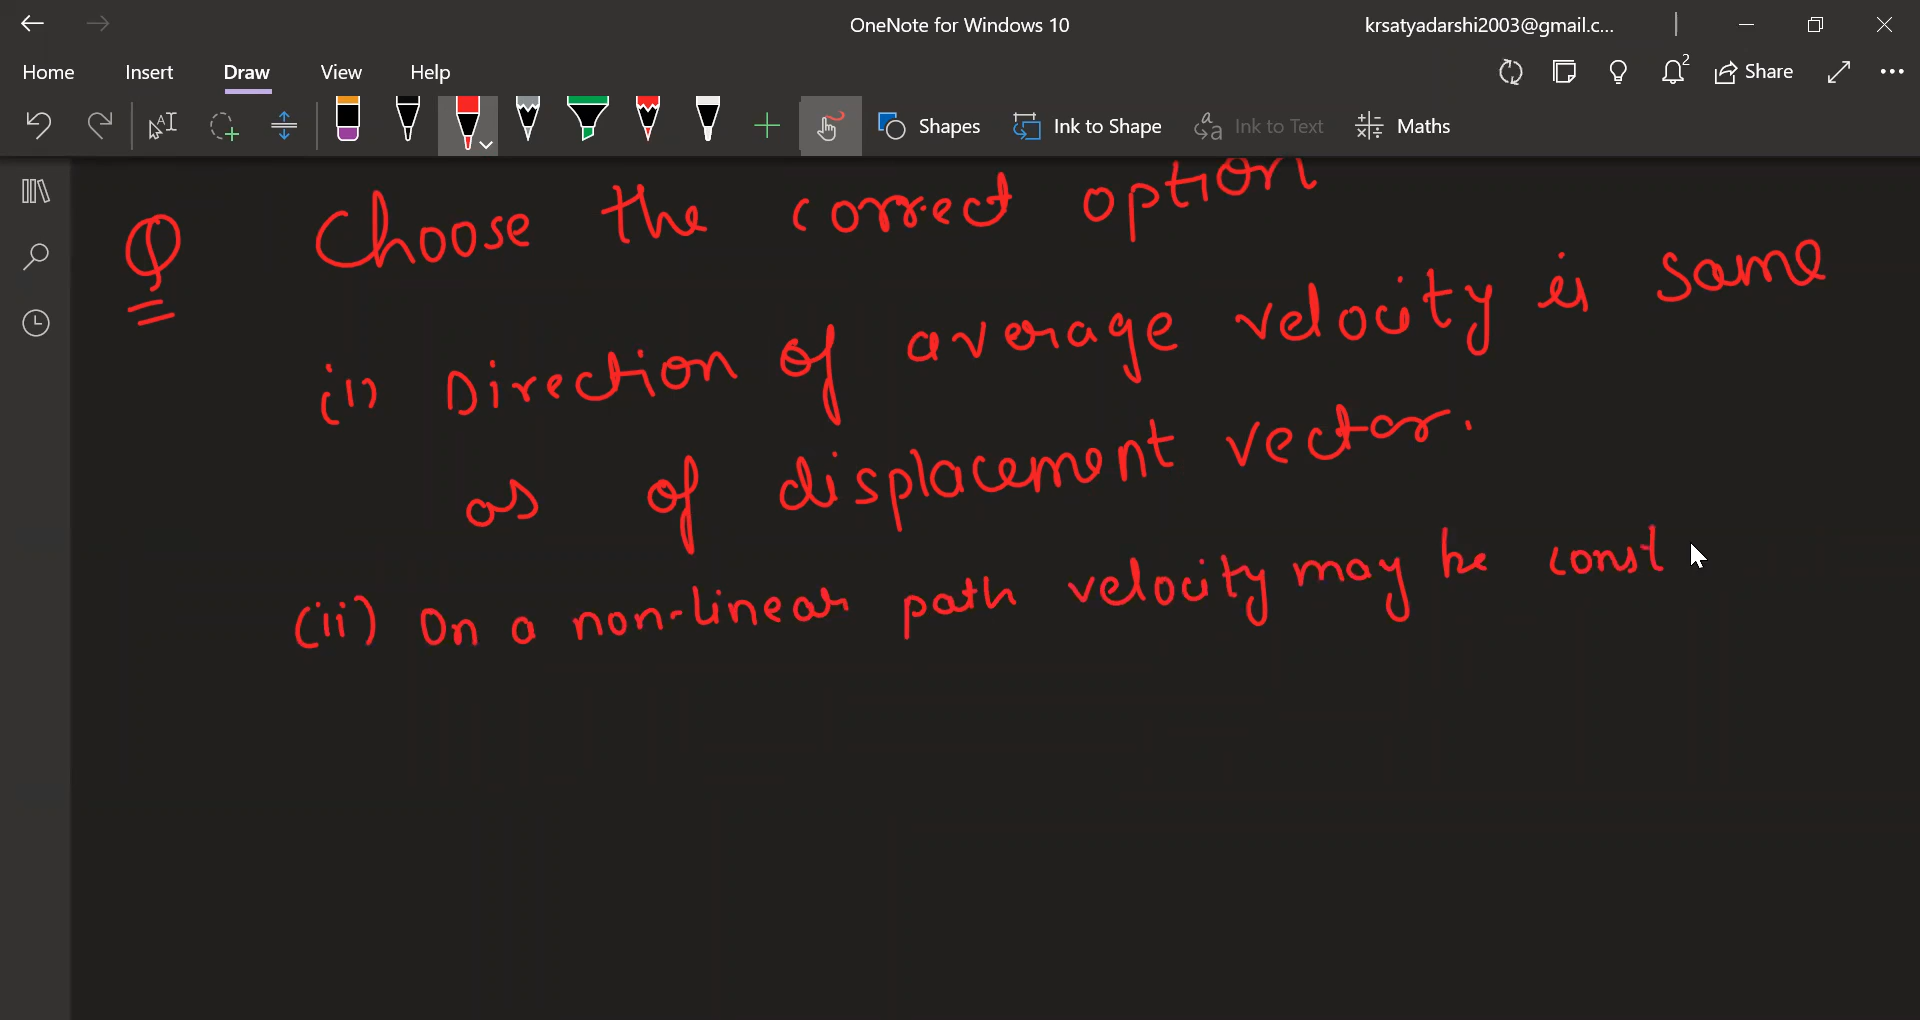 OneNote for Windows 10
krsatyadarshi2003@gmail.c...
Home Insert Draw View Help
2 Share
Shapes Ink to Shape Ink to Text Maths
Q Choose the correct option
(i) Direction of average velocity is same
as of displacement vector.
(ii) On a non-linear path velocity may be const